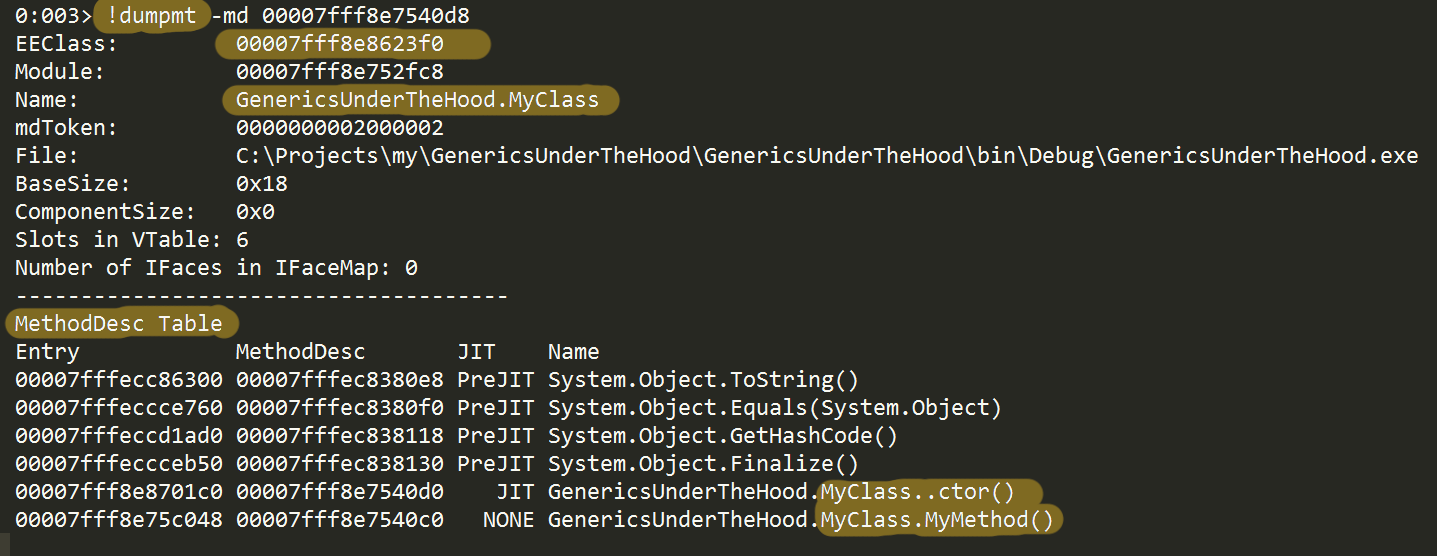 0:003> !dumpmt -md 00007fff8e7540d8
EEClass:         00007fff8e8623f0
Module:          00007fff8e752fc8
Name:            GenericsUnderTheHood.MyClass
mdToken:         0000000002000002
File:            C:\Projects\my\GenericsUnderTheHood\GenericsUnderTheHood\bin\Debug\GenericsUnderTheHood.exe
BaseSize:        0x18
ComponentSize:   0x0
Slots in VTable: 6
Number of IFaces in IFaceMap: 0
--------------------------------------
MethodDesc Table
Entry            MethodDesc       JIT    Name
00007fffecc86300 00007fffec8380e8 PreJIT System.Object.ToString()
00007fffeccce760 00007fffec8380f0 PreJIT System.Object.Equals(System.Object)
00007fffeccd1ad0 00007fffec838118 PreJIT System.Object.GetHashCode()
00007fffeccceb50 00007fffec838130 PreJIT System.Object.Finalize()
00007fff8e8701c0 00007fff8e7540d0    JIT GenericsUnderTheHood.MyClass..ctor()
00007fff8e75c048 00007fff8e7540c0   NONE GenericsUnderTheHood.MyClass.MyMethod()